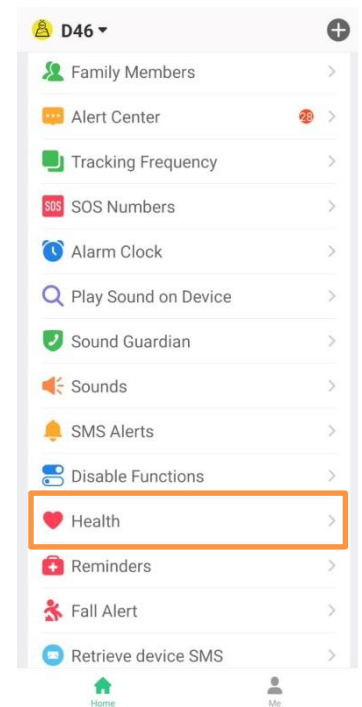 D46
Family Members
Alert Center 28
Tracking Frequency
SOS SOS Numbers
Alarm Clock
Play Sound on Device
Sound Guardian
Sounds
SMS Alerts
Disable Functions
Health
Reminders
Fall Alert
Retrieve device SMS
Home Me